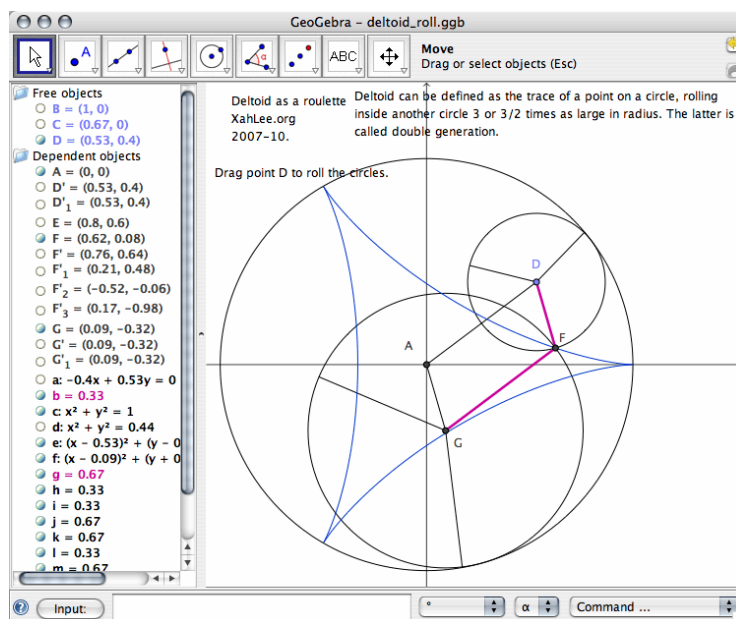 GeoGebra - deltoid_roll.ggb
A
α
ABC
Move
Drag or select objects (Esc)
Free objects
B = (1, 0)
C = (0.67, 0)
D = (0.53, 0.4)
Dependent objects
A = (0, 0)
D' = (0.53, 0.4)
D'₁ = (0.53, 0.4)
E = (0.8, 0.6)
F = (0.62, 0.08)
F' = (0.76, 0.64)
F'₁ = (0.21, 0.48)
F'₂ = (-0.52, -0.06)
F'₃ = (0.17, -0.98)
G = (0.09, -0.32)
G' = (0.09, -0.32)
G'₁ = (0.09, -0.32)
a: -0.4x + 0.53y = 0
b = 0.33
c: x² + y² = 1
d: x² + y² = 0.44
e: (x - 0.53)² + (y - 0
f: (x - 0.09)² + (y + 0
g = 0.67
h = 0.33
i = 0.33
j = 0.67
k = 0.67
l = 0.33
m = 0.67
Deltoid as a roulette
XahLee.org
2007-10.
Deltoid can be defined as the trace of a point on a circle, rolling
inside another circle 3 or 3/2 times as large in radius. The latter is
called double generation.
Drag point D to roll the circles.
D
F
A
G
Input:
°
α
Command ...